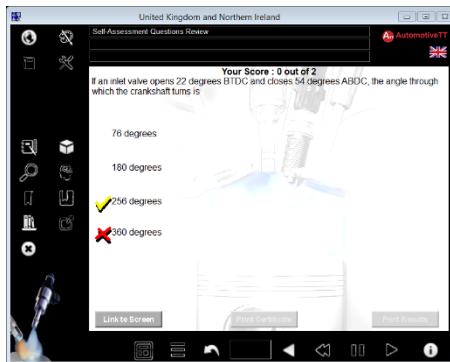 United Kingdom and Northern Ireland
Self-Assessment Questions Review
AutomotiveTT
Your Score : 0 out of 2
If an inlet valve opens 22 degrees BTDC and closes 54 degrees ABDC, the angle through
which the crankshaft turns is
76 degrees
180 degrees
256 degrees
360 degrees
Link to Screen
Print Certificate
Print Results